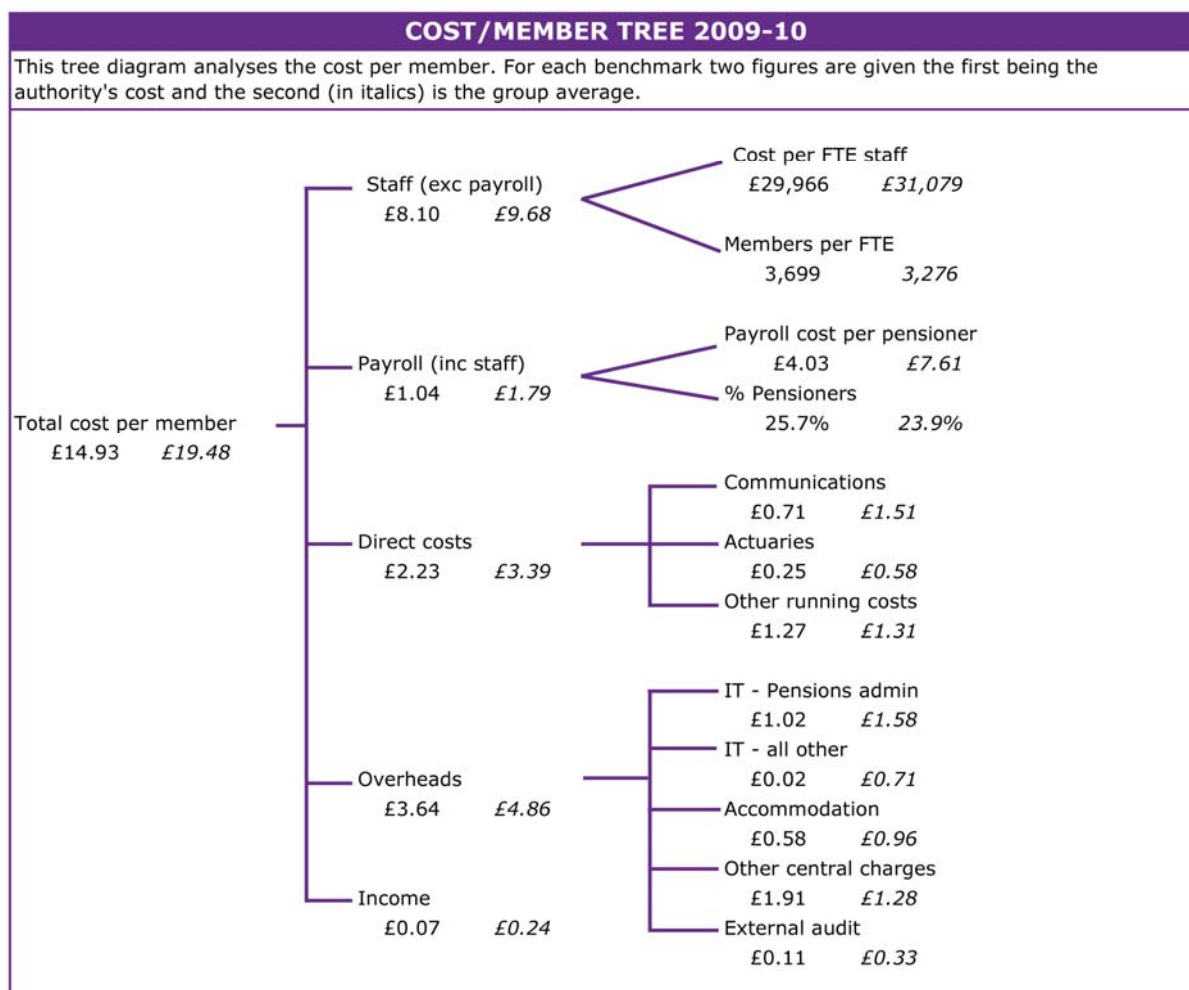 COST/MEMBER TREE 2009-10
This tree diagram analyses the cost per member. For each benchmark two figures are given the first being the
authority's cost and the second (in italics) is the group average.
Cost per FTE staff
£29,966 £31,079
Staff (exc payroll)
£8.10 £9.68
Members per FTE
3,699 3,276
Payroll cost per pensioner
£4.03 £7.61
Payroll (inc staff)
£1.04 £1.79
% Pensioners
25.7% 23.9%
Total cost per member
£14.93 £19.48
Communications
£0.71 £1.51
Direct costs
£2.23 £3.39
Actuaries
£0.25 £0.58
Other running costs
£1.27 £1.31
IT - Pensions admin
£1.02 £1.58
IT - all other
£0.02 £0.71
Overheads
£3.64 £4.86
Accommodation
£0.58 £0.96
Other central charges
£1.91 £1.28
Income
£0.07 £0.24
External audit
£0.11 £0.33